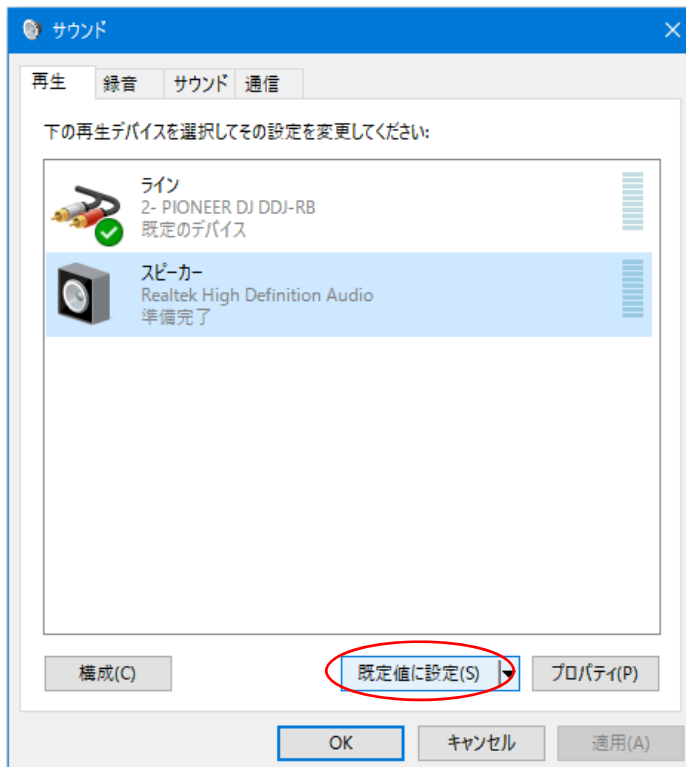 サウンド
再生 録音 サウンド 通信
下の再生デバイスを選択してその設定を変更してください:
ライン
2- PIONEER DJ DDJ-RB
既定のデバイス
スピーカー
Realtek High Definition Audio
準備完了
構成(C) 既定値に設定(S) プロパティ(P)
OK キャンセル 適用(A)